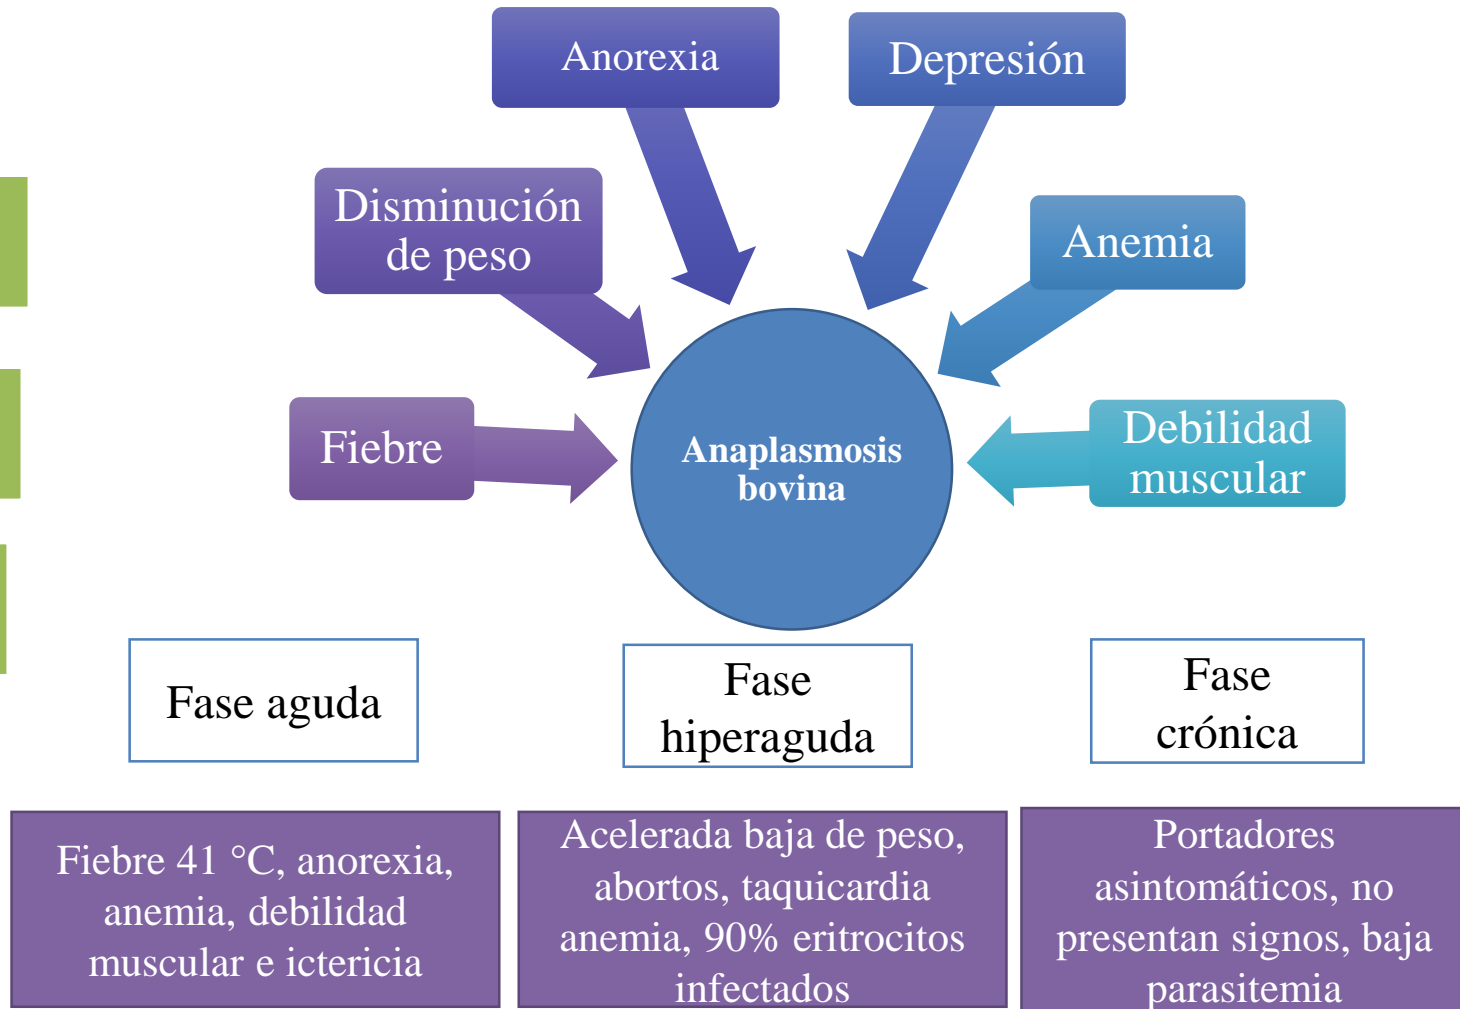 Anorexia
Depresión
Disminución
de peso
Anemia
Fiebre
Debilidad
muscular
Anaplasmosis
bovina
Fase aguda
Fase
hiperaguda
Fase
crónica
Fiebre 41 °C, anorexia,
anemia, debilidad
muscular e ictericia
Acelerada baja de peso,
abortos, taquicardia
anemia, 90% eritrocitos
infectados
Portadores
asintomáticos, no
presentan signos, baja
parasitemia